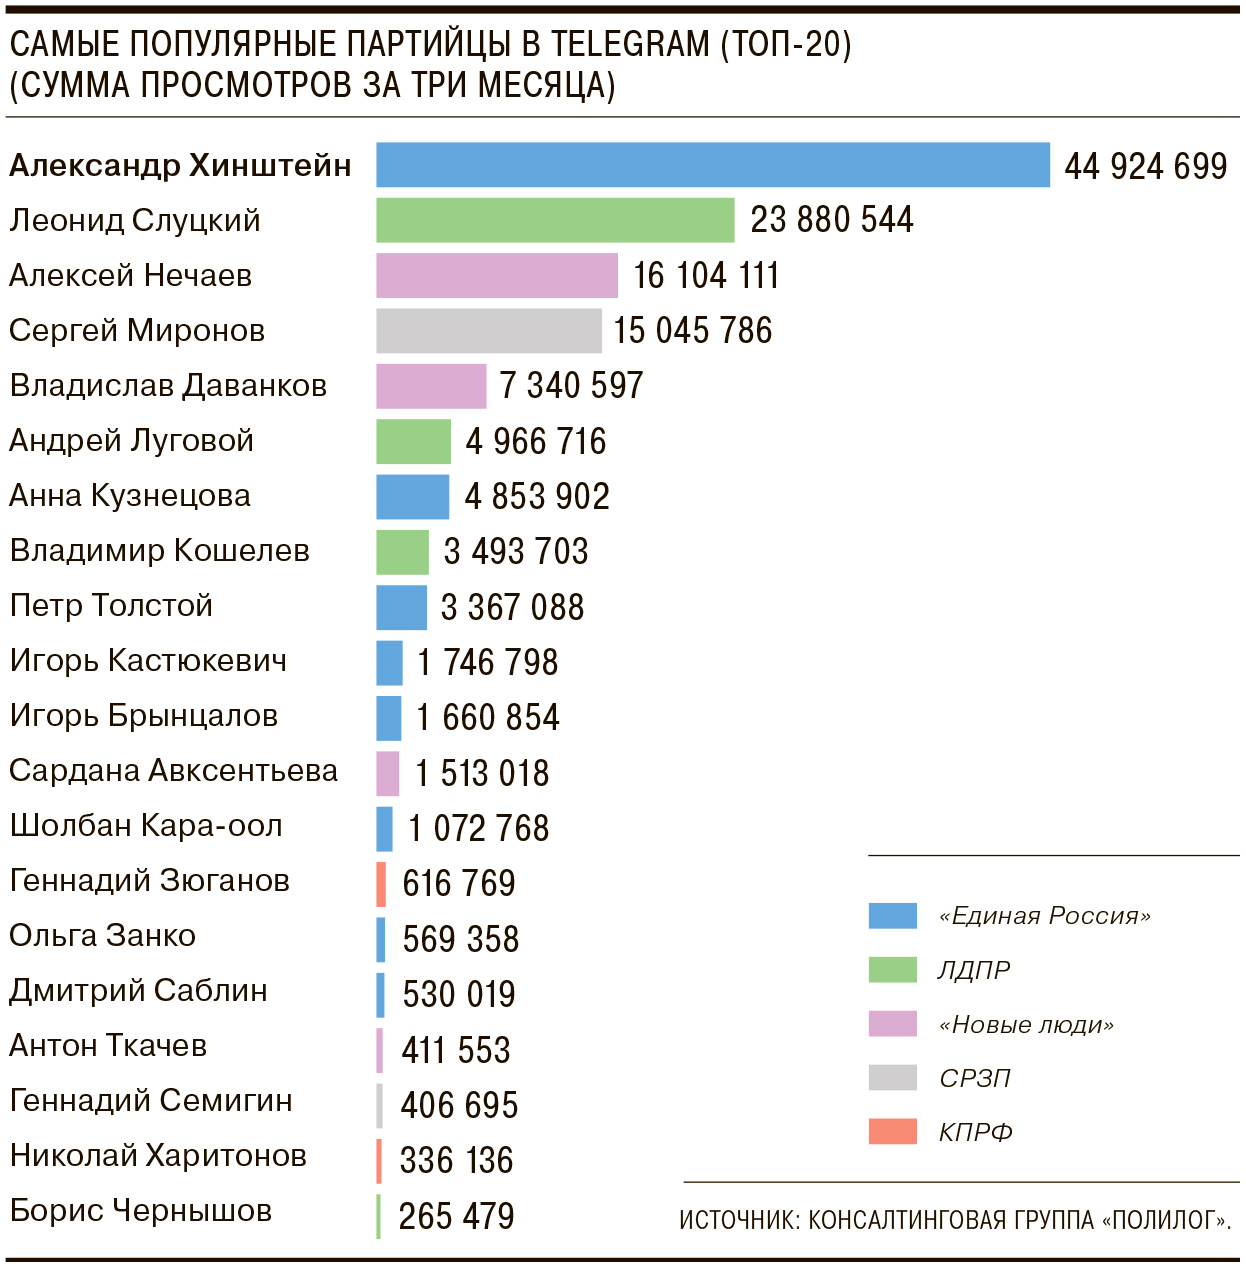 САМЫЕ ПОПУЛЯРНЫЕ ПАРТИЙЦЫ В TELEGRAM (ТОП-20)
(СУММА ПРОСМОТРОВ ЗА ТРИ МЕСЯЦА)
Александр Хинштейн 44 924 699
Леонид Слуцкий 23 880 544
Алексей Нечаев 16 104 111
Сергей Миронов 15 045 786
Владислав Даванков 7 340 597
Андрей Луговой 4 966 716
Анна Кузнецова 4 853 902
Владимир Кошелев 3 493 703
Петр Толстой 3 367 088
Игорь Кастюкевич 1 746 798
Игорь Брынцалов 1 660 854
Сардана Авксентьева 1 513 018
Шолбан Кара-оол 1 072 768
Геннадий Зюганов 616 769
Ольга Занко 569 358
Дмитрий Саблин 530 019
Антон Ткачев 411 553
Геннадий Семигин 406 695
Николай Харитонов 336 136
Борис Чернышов 265 479
«Единая Россия»
ЛДПР
«Новые люди»
СРЗП
КПРФ
ИСТОЧНИК: КОНСАЛТИНГОВАЯ ГРУППА «ПОЛИЛОГ».